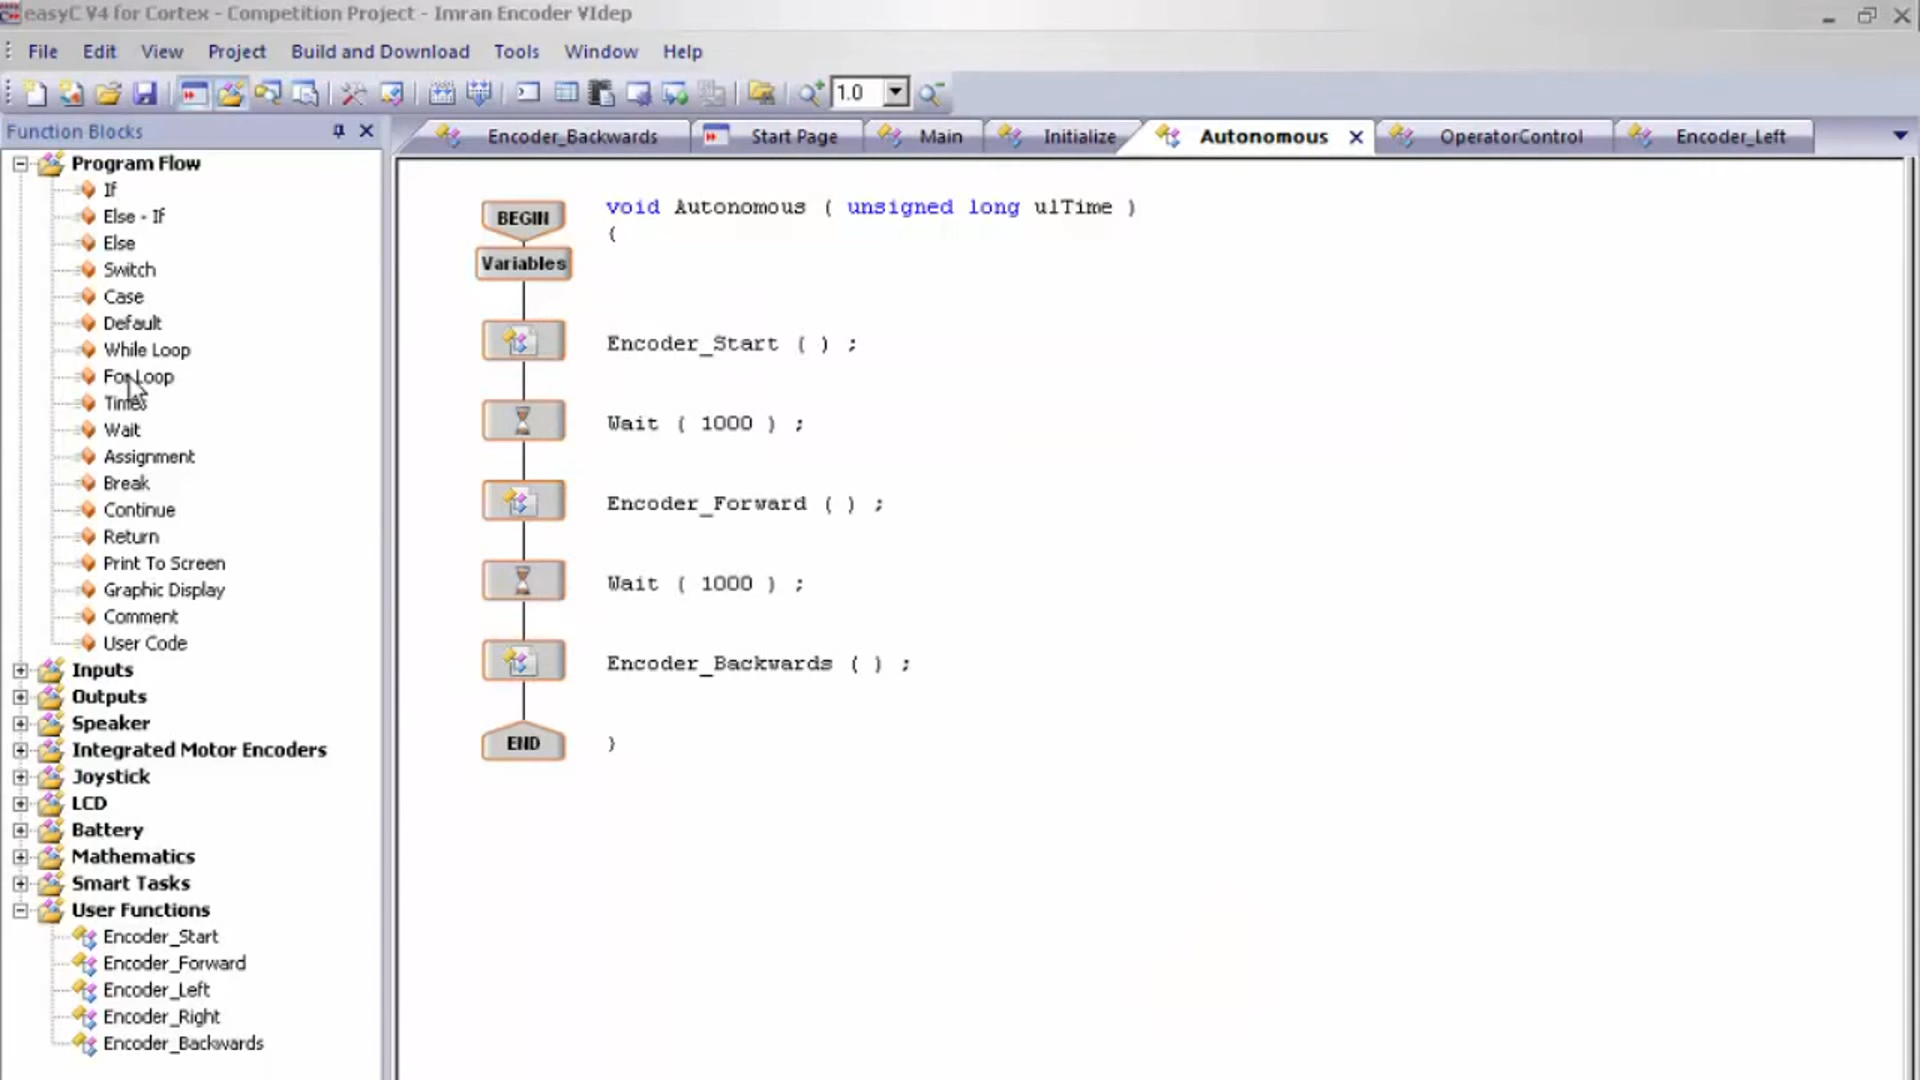 easyC V4 for Cortex - Competition Project - Imran Encoder VIdep
File Edit View Project Build and Download Tools Window Help
1.0
Function Blocks
Encoder_Backwards Start Page Main Initialize Autonomous OperatorControl Encoder_Left
Program Flow
If
Else - If
Else
Switch
Case
Default
While Loop
For Loop
Times
Wait
Assignment
Break
Continue
Return
Print To Screen
Graphic Display
Comment
User Code
Inputs
Outputs
Speaker
Integrated Motor Encoders
Joystick
LCD
Battery
Mathematics
Smart Tasks
User Functions
Encoder_Start
Encoder_Forward
Encoder_Left
Encoder_Right
Encoder_Backwards
BEGIN void Autonomous ( unsigned long ulTime )
{
Variables
Encoder_Start ( ) ;
Wait ( 1000 ) ;
Encoder_Forward ( ) ;
Wait ( 1000 ) ;
Encoder_Backwards ( ) ;
END }